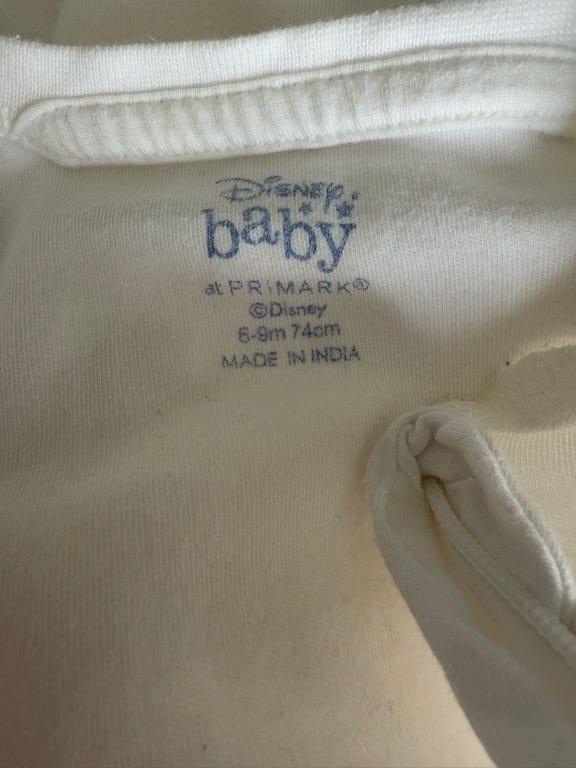 Disney
baby
at PRIMARK®
©Disney
6-9m 74cm
MADE IN INDIA